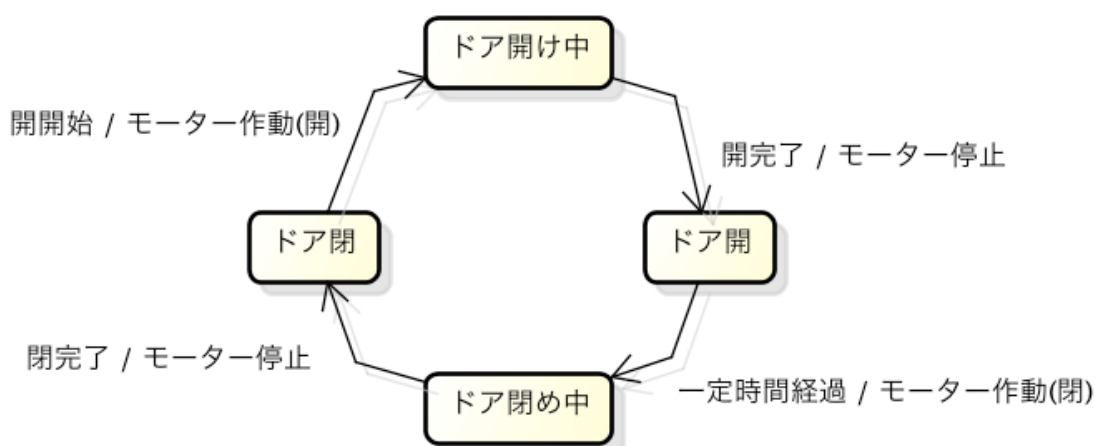 ドア開け中
開開始 / モーター作動(開)
開完了 / モーター停止
ドア閉
ドア開
閉完了 / モーター停止
一定時間経過 / モーター作動(閉)
ドア閉め中